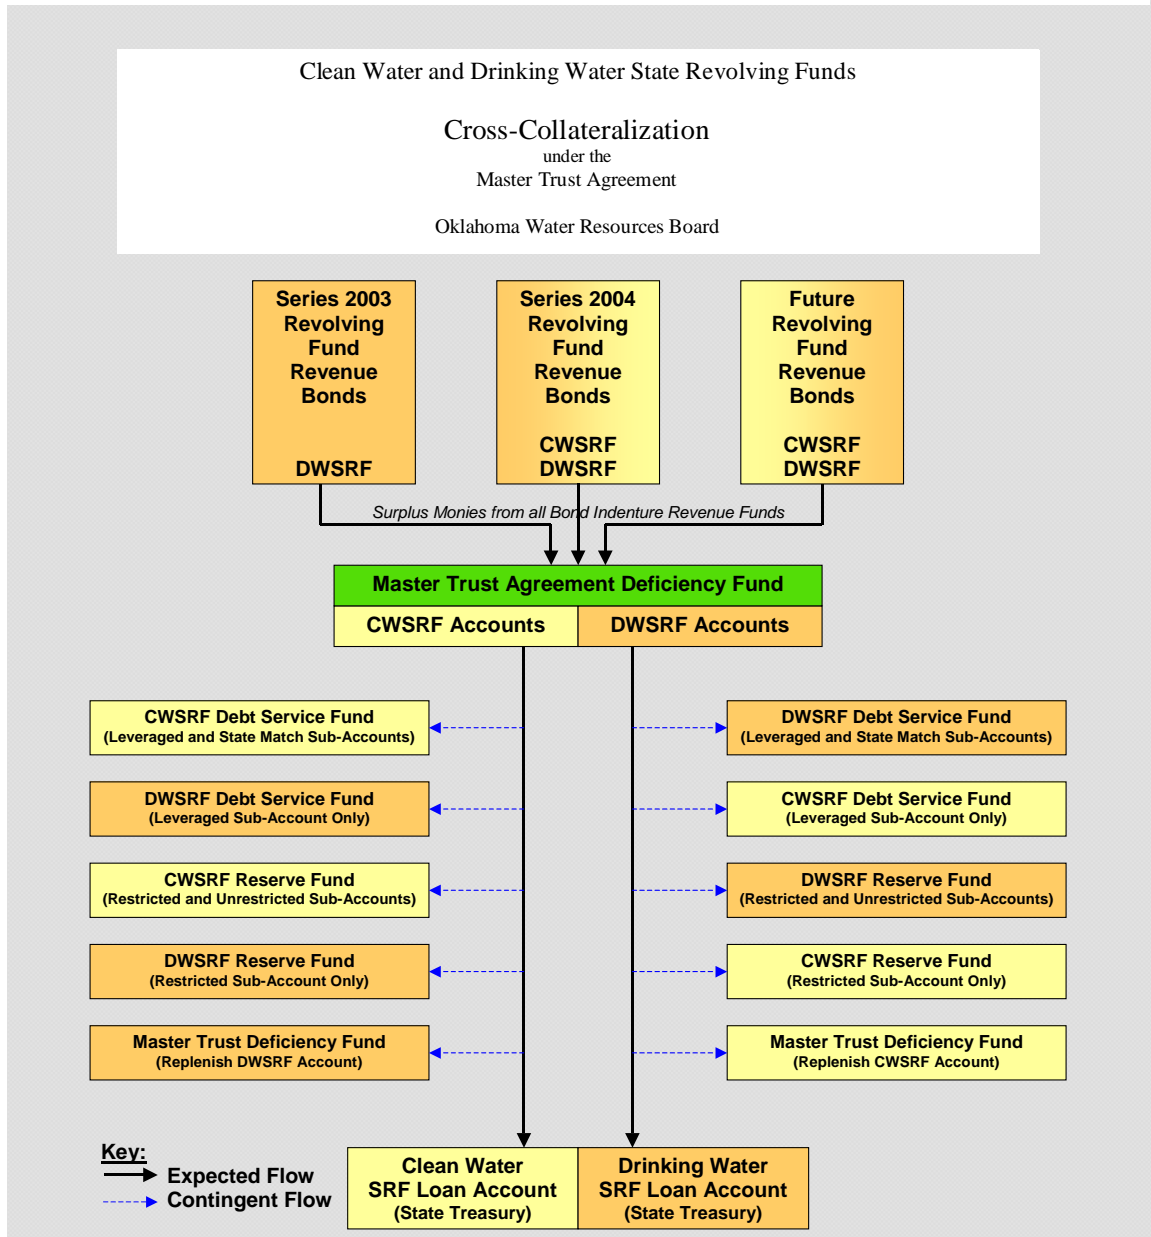 Clean Water and Drinking Water State Revolving Funds
Cross-Collateralization
under the
Master Trust Agreement
Oklahoma Water Resources Board
Series 2003
Revolving
Fund
Revenue
Bonds
DWSRF
Series 2004
Revolving
Fund
Revenue
Bonds
CWSRF
DWSRF
Future
Revolving
Fund
Revenue
Bonds
CWSRF
DWSRF
Surplus Monies from all Bond Indenture Revenue Funds
Master Trust Agreement Deficiency Fund
CWSRF Accounts
DWSRF Accounts
CWSRF Debt Service Fund
(Leveraged and State Match Sub-Accounts)
DWSRF Debt Service Fund
(Leveraged Sub-Account Only)
CWSRF Reserve Fund
(Restricted and Unrestricted Sub-Accounts)
DWSRF Reserve Fund
(Restricted Sub-Account Only)
Master Trust Deficiency Fund
(Replenish DWSRF Account)
DWSRF Debt Service Fund
(Leveraged and State Match Sub-Accounts)
CWSRF Debt Service Fund
(Leveraged Sub-Account Only)
DWSRF Reserve Fund
(Restricted and Unrestricted Sub-Accounts)
CWSRF Reserve Fund
(Restricted Sub-Account Only)
Master Trust Deficiency Fund
(Replenish CWSRF Account)
Key:
Expected Flow
Contingent Flow
Clean Water
SRF Loan Account
(State Treasury)
Drinking Water
SRF Loan Account
(State Treasury)